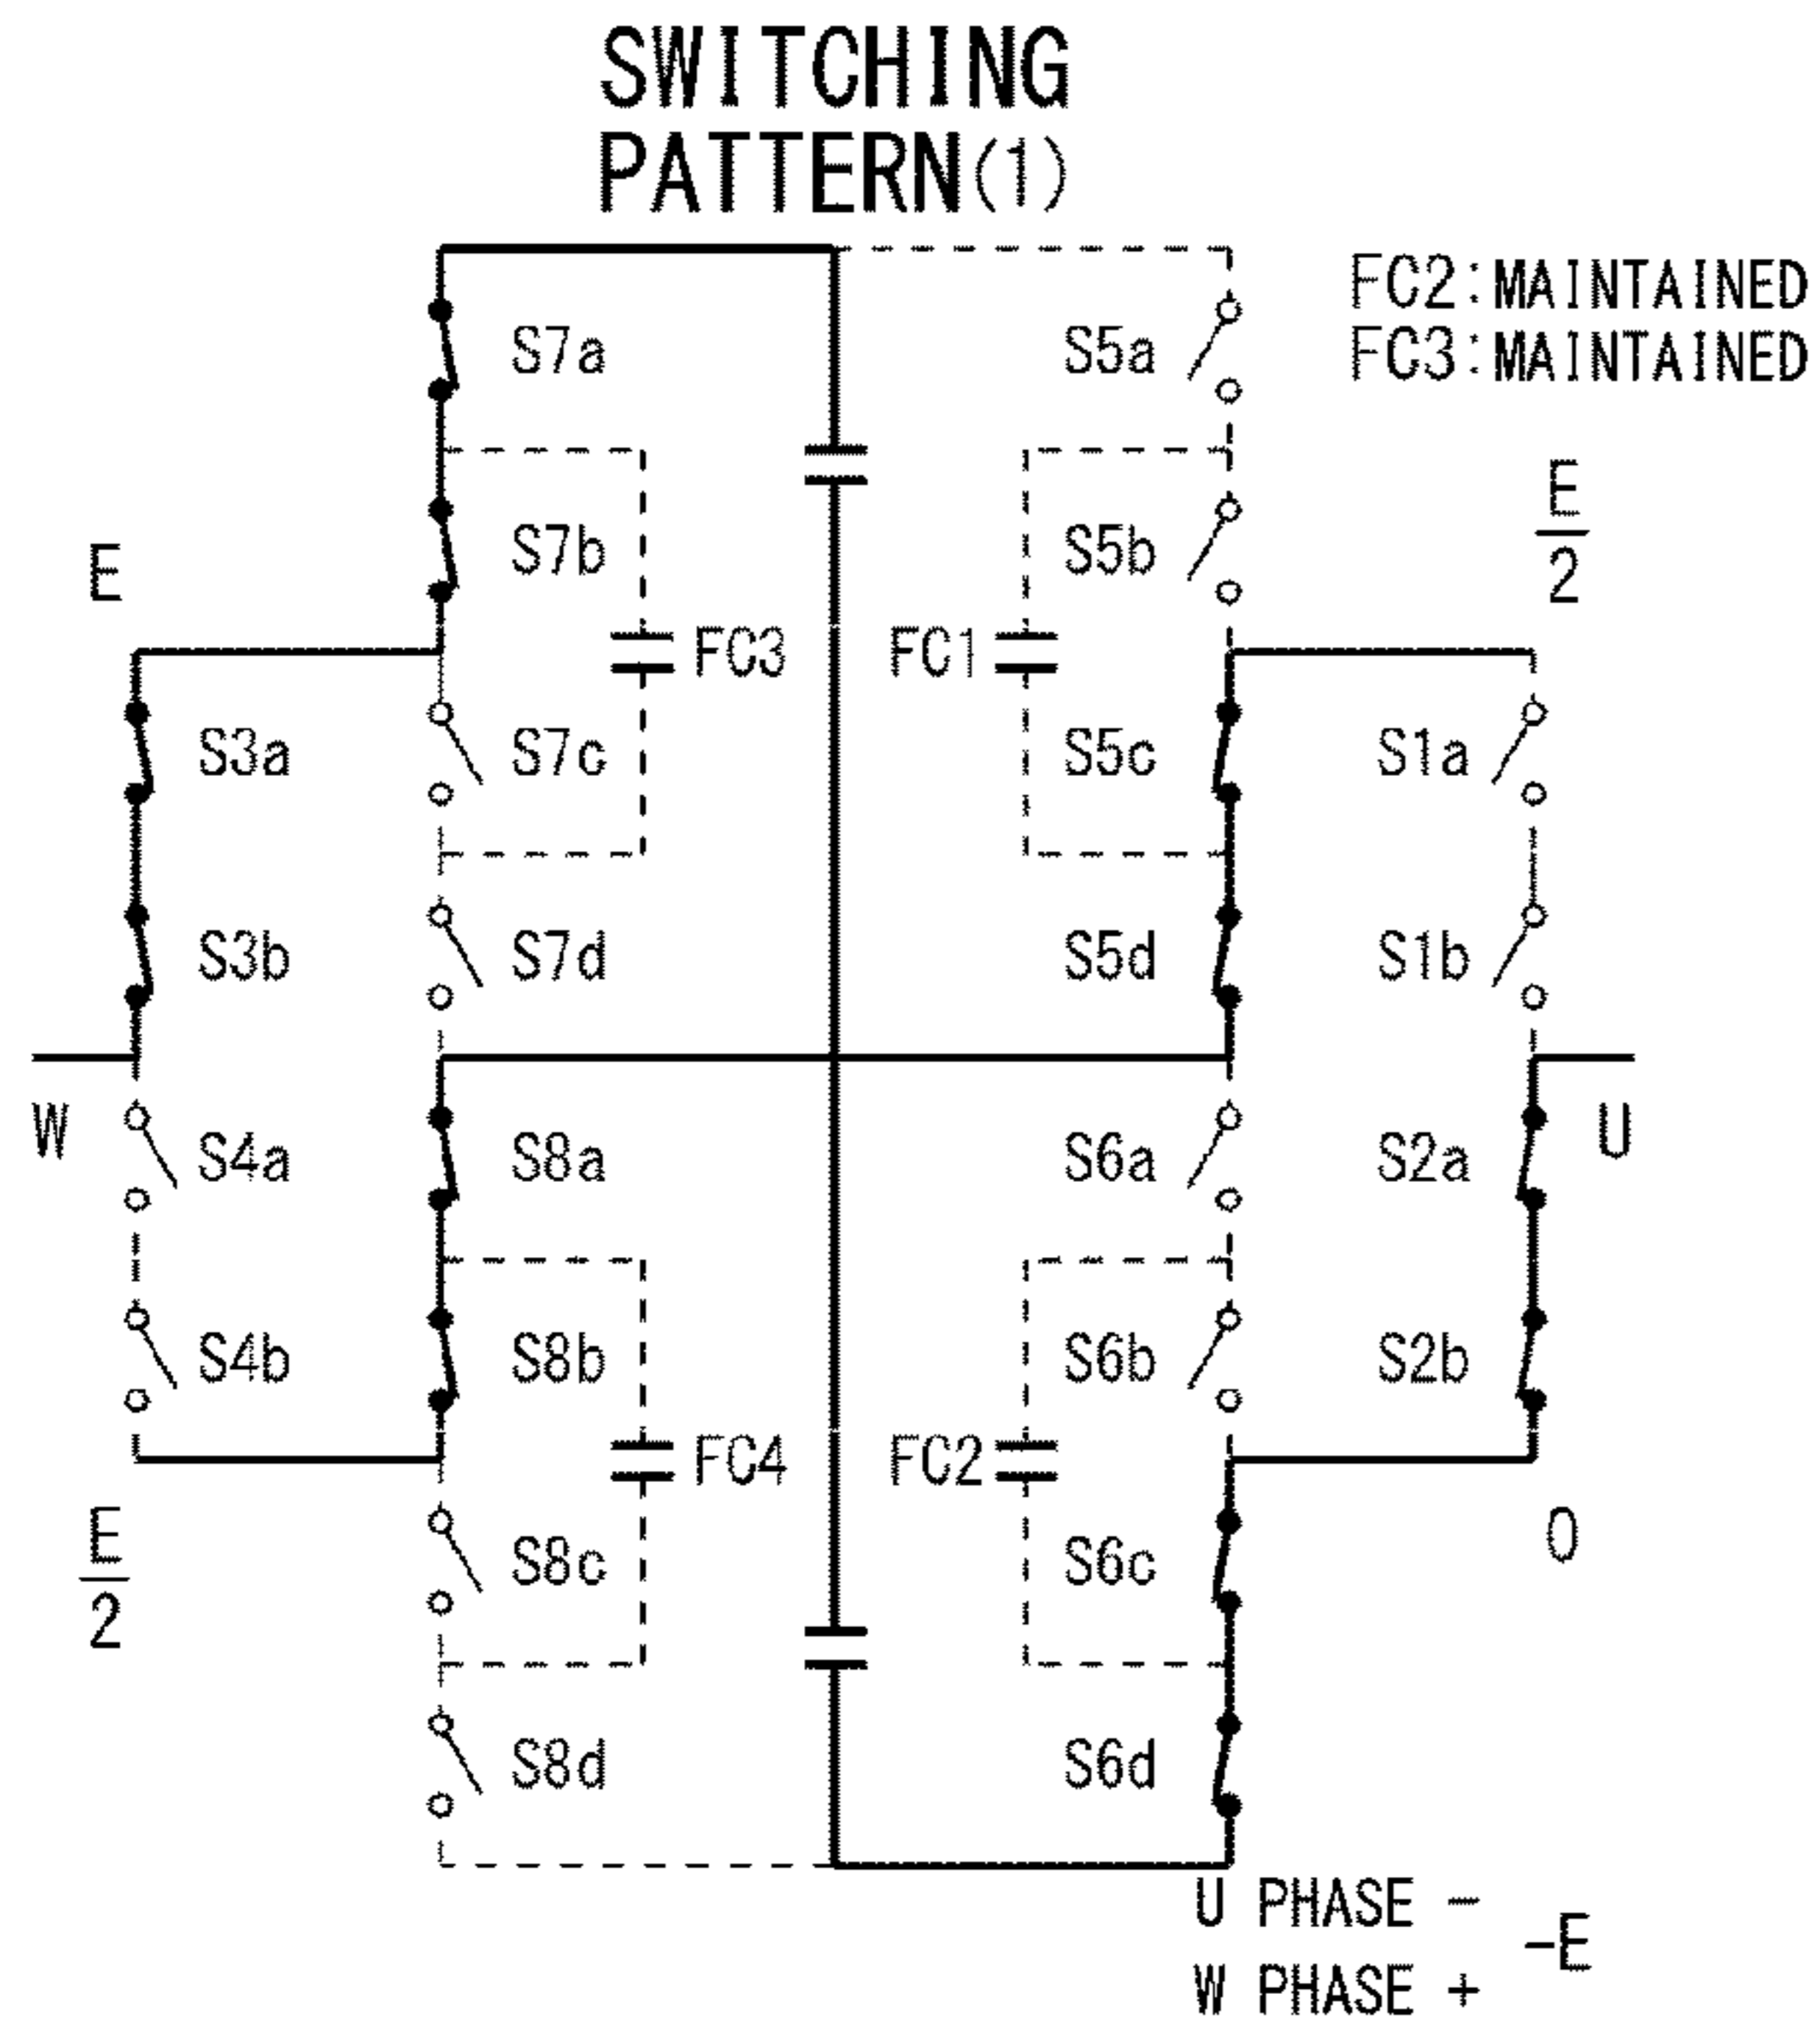 SWITCHING
PATTERN(1)
FC2:MAINTAINED
FC3:MAINTAINED
S7a
S5a
E
2
E
S7b
S5b
FC3
FC1
S3a
S7c
S5c
S1a
S3b
S7d
S5d
S1b
W
S4a
S8a
S6a
S2a
U
S4b
S8b
S6b
S2b
FC4
FC2
E
2
S8c
S6c
0
S8d
S6d
U PHASE -
W PHASE +
-E